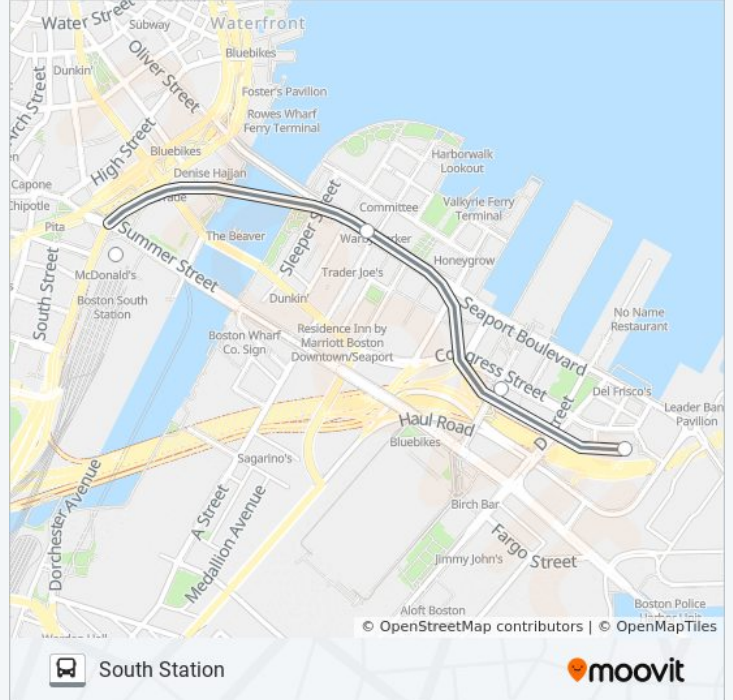 Water Street
Subway
Waterfront
Bluebikes
Oliver Street
Dunkin'
Foster's Pavilion
Rowes Wharf
Ferry Terminal
Arch Street
High Street
Bluebikes
Harborwalk
Lookout
Denise Hajjan
Capone
Chipotle
Pita
Committee
Valkyrie Ferry
Terminal
Summer Street
The Beaver
Sleeper Street
Honeygrow
McDonald's
Trader Joe's
Boston South
Station
South Street
Dunkin'
Seaport Boulevard
No Name
Restaurant
Boston Wharf
Co. Sign
Residence Inn by
Marriott Boston
Downtown/Seaport
Congress Street
Del Frisco's
Leader Ban
Pavilion
Haul Road
D Street
Bluebikes
Sagarino's
Dorchester Avenue
A Street
Medallion Avenue
Birch Bar
Fargo Street
Jimmy John's
Aloft Boston
Boston Police
© OpenStreetMap contributors | © OpenMapTiles
South Station
moovit